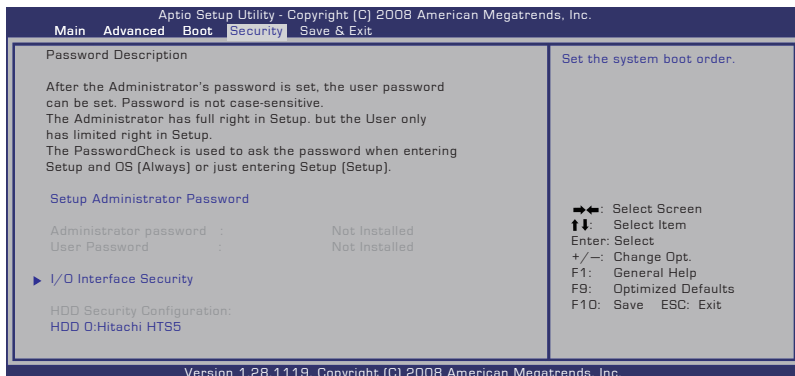 Aptio Setup Utility - Copyright (C) 2008 American Megatrends, Inc.
Main Advanced Boot Security Save & Exit
Password Description
After the Administrator's password is set, the user password
can be set. Password is not case-sensitive.
The Administrator has full right in Setup. but the User only
has limited right in Setup.
The PasswordCheck is used to ask the password when entering
Setup and OS (Always) or just entering Setup (Setup).
Setup Administrator Password
Administrator password : Not Installed
User Password : Not Installed
I/O Interface Security
HDD Security Configuration:
HDD 0:Hitachi HTS5
Set the system boot order.
→←: Select Screen
↑↓: Select Item
Enter: Select
+/—: Change Opt.
F1: General Help
F9: Optimized Defaults
F10: Save ESC: Exit
Version 1.28.1119. Copyright (C) 2008 American Megatrends, Inc.